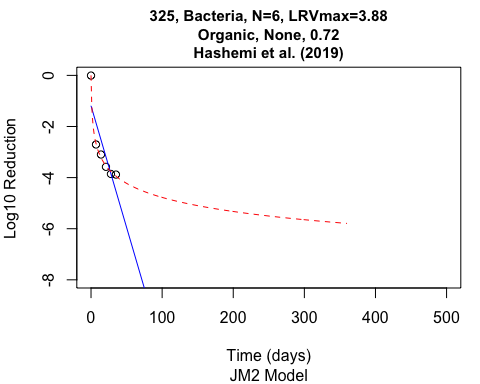 325, Bacteria, N=6, LRVmax=3.88
Organic, None, 0.72
Hashemi et al. (2019)
Log10 Reduction
0
-2
-4
-6
-8
0 100 200 300 400 500
Time (days)
JM2 Model